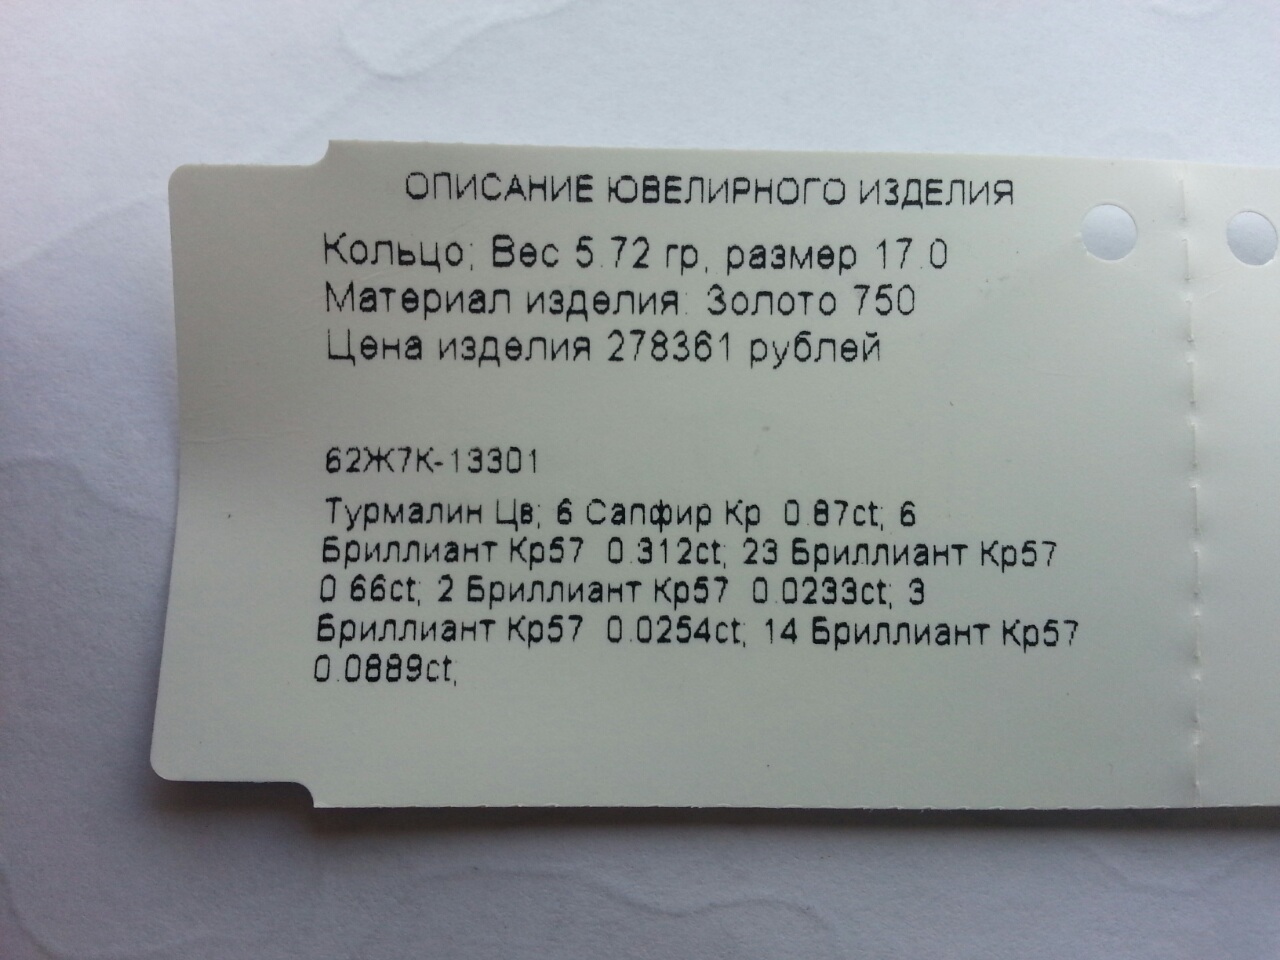 ОПИСАНИЕ ЮВЕЛИРНОГО ИЗДЕЛИЯ
Кольцо; Вес 5.72 гр, размер 17.0
Материал изделия: Золото 750
Цена изделия 278361 рублей
62Ж7К-13301
Турмалин Цв; 6 Сапфир Кр 0.87ct; 6
Бриллиант Кр57 0.312ct; 23 Бриллиант Кр57
0.66ct; 2 Бриллиант Кр57 0.0233ct; 3
Бриллиант Кр57 0.0254ct; 14 Бриллиант Кр57
0.0889ct;